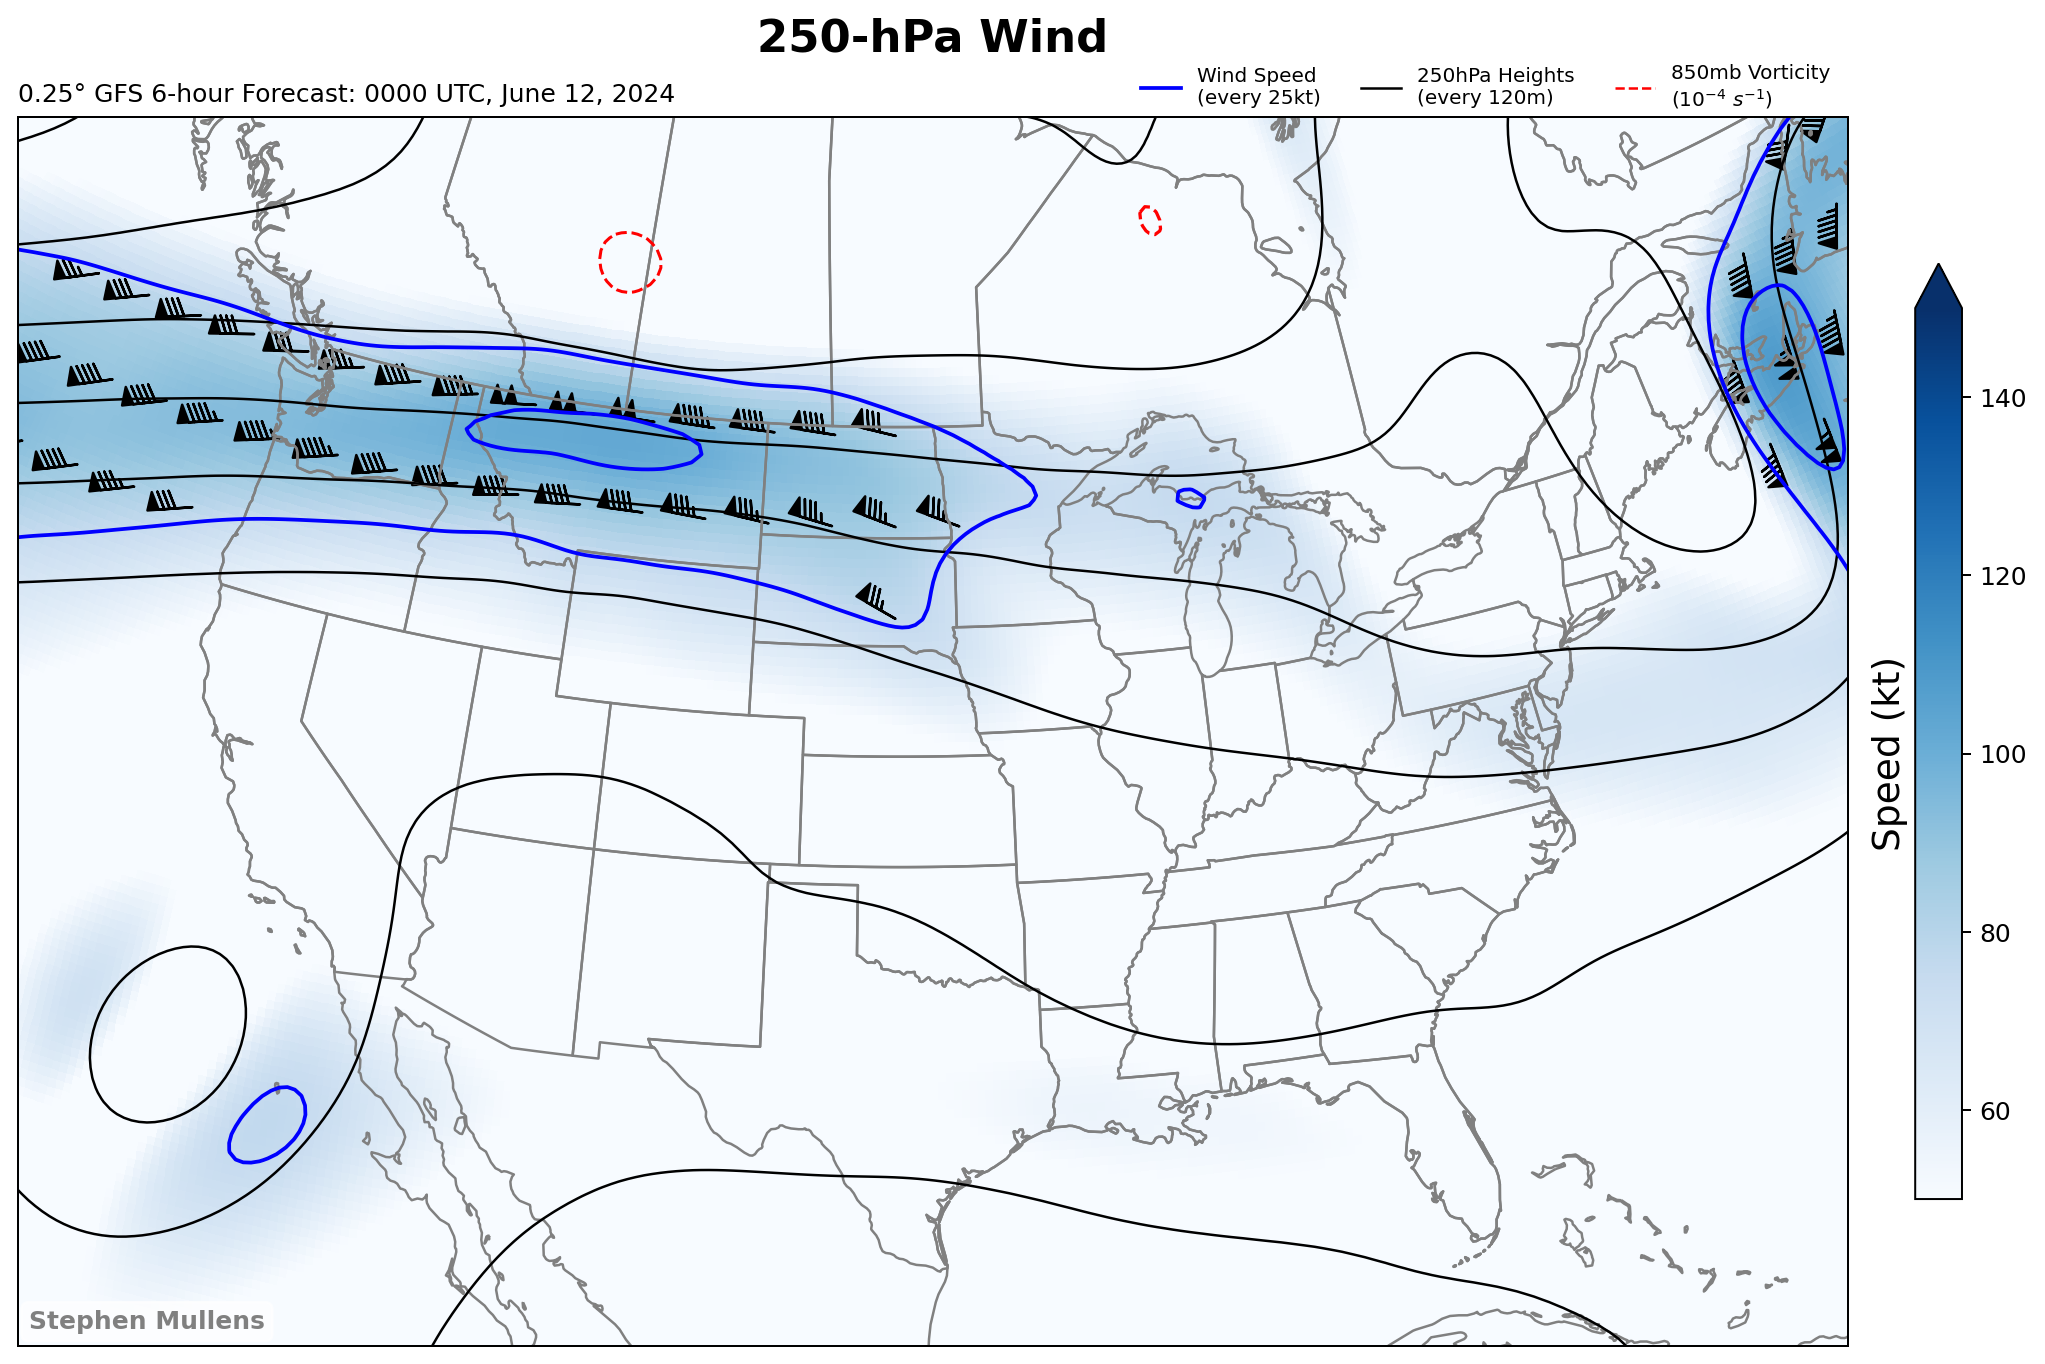 250-hPa Wind
0.25° GFS 6-hour Forecast: 0000 UTC, June 12, 2024
Wind Speed
(every 25kt)
250hPa Heights
(every 120m)
850mb Vorticity
(10⁻⁴ s⁻¹)
140
120
100
80
60
Speed (kt)
Stephen Mullens